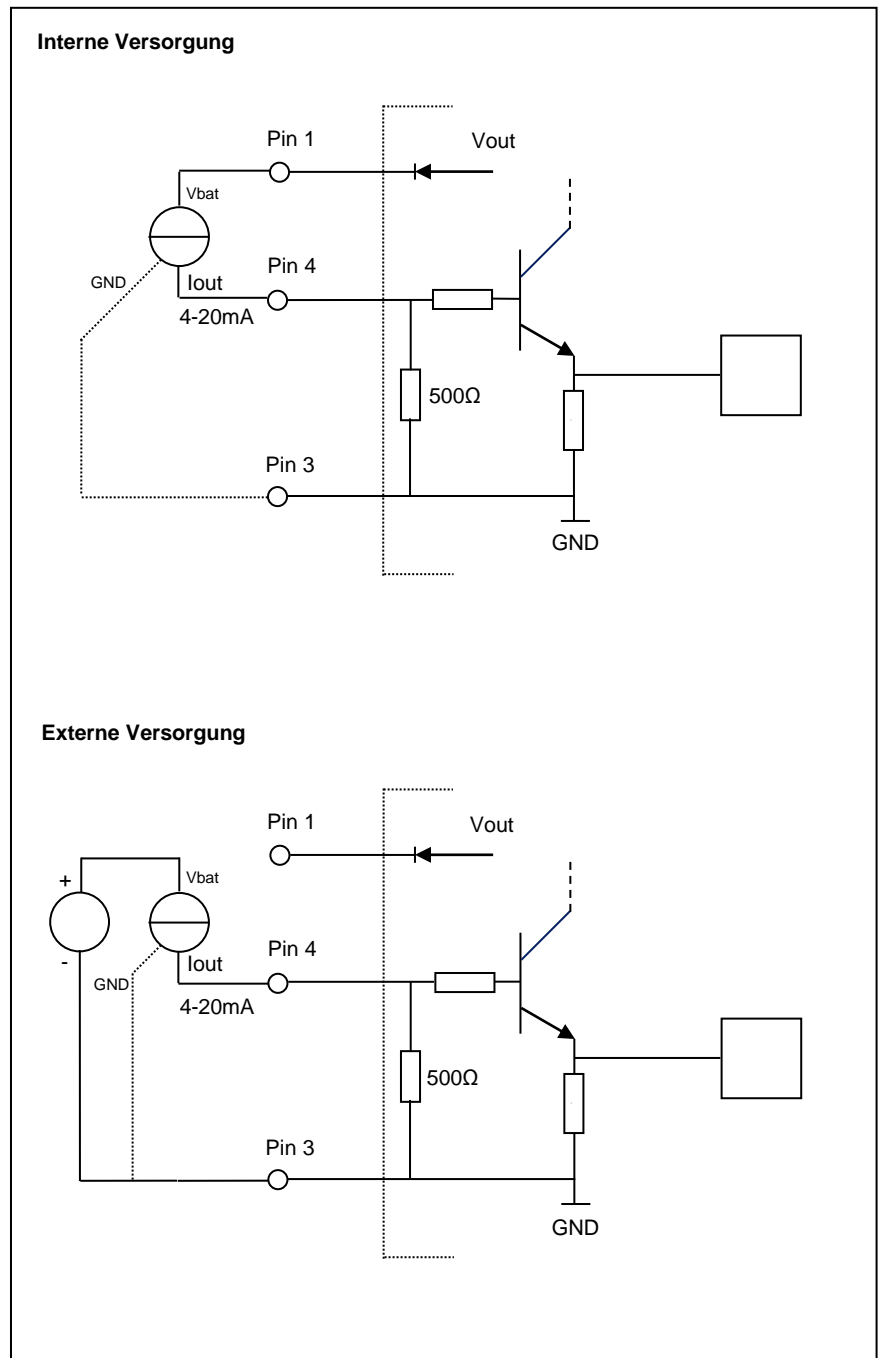 Interne Versorgung
Pin 1
Vout
Vbat
GND
Iout
Pin 4
4-20mA
500Ω
Pin 3
GND
Externe Versorgung
Pin 1
Vout
+
Vbat
-
GND
Iout
Pin 4
4-20mA
500Ω
Pin 3
GND